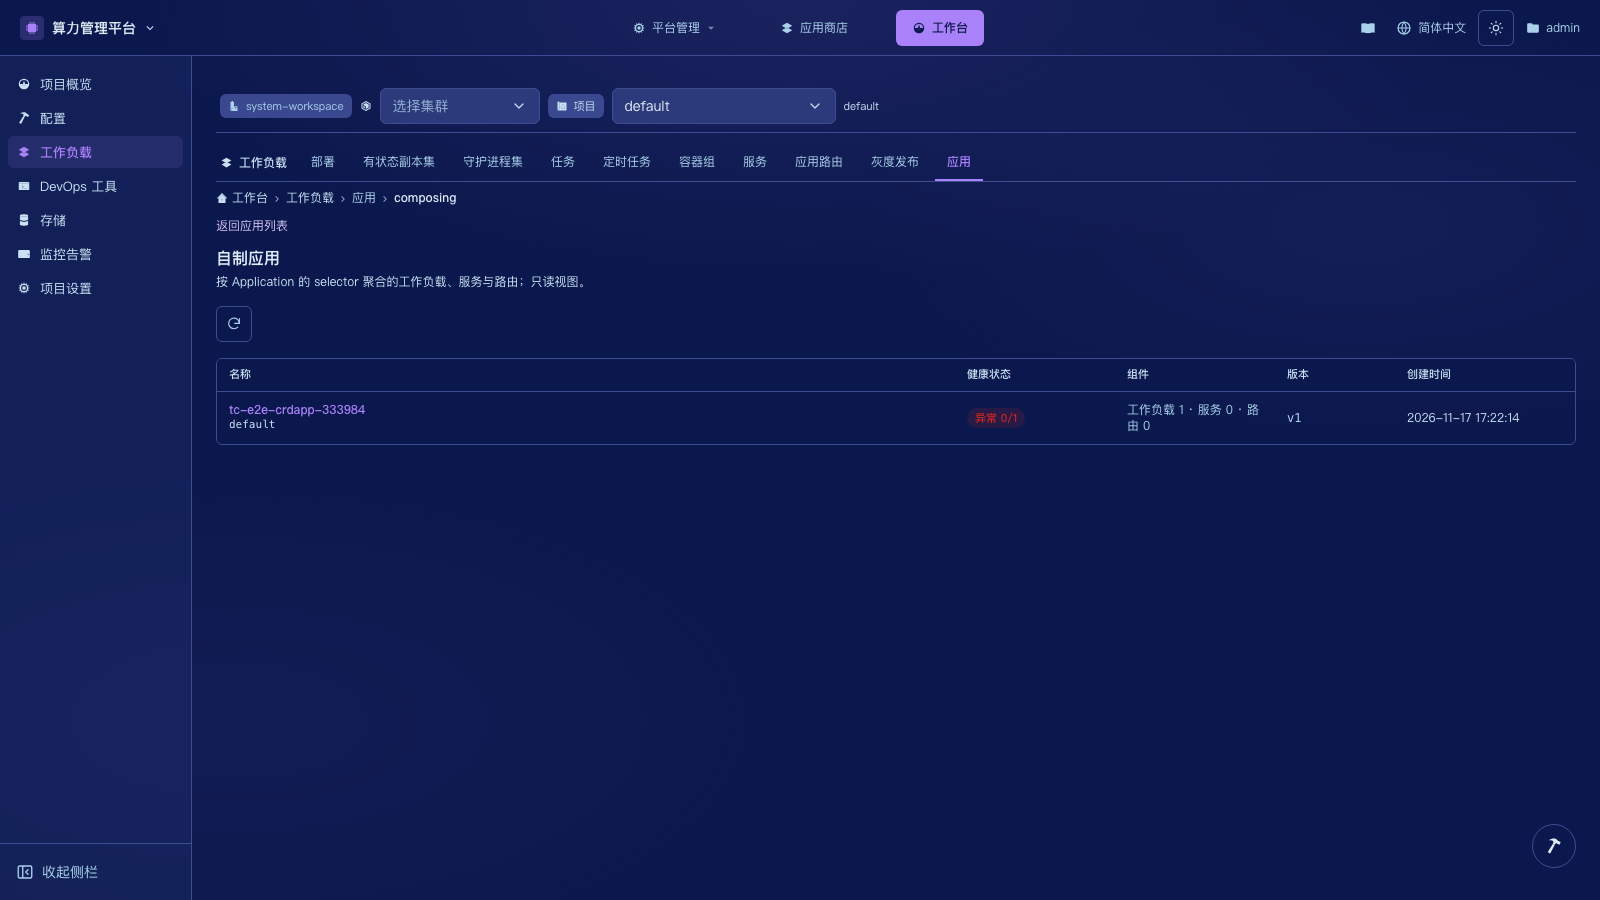 算力管理平台
平台管理
应用商店
工作台
简体中文
admin
项目概览
配置
工作负载
DevOps 工具
存储
监控告警
项目设置
收起侧栏
system-workspace
选择集群
项目
default
default
工作负载
部署
有状态副本集
守护进程集
任务
定时任务
容器组
服务
应用路由
灰度发布
应用
工作台 › 工作负载 › 应用 › composing
返回应用列表
自制应用
按 Application 的 selector 聚合的工作负载、服务与路由；只读视图。
名称
健康状态
组件
版本
创建时间
tc-e2e-crdapp-333984
default
异常 0/1
工作负载 1 · 服务 0 · 路
由 0
v1
2026-11-17 17:22:14